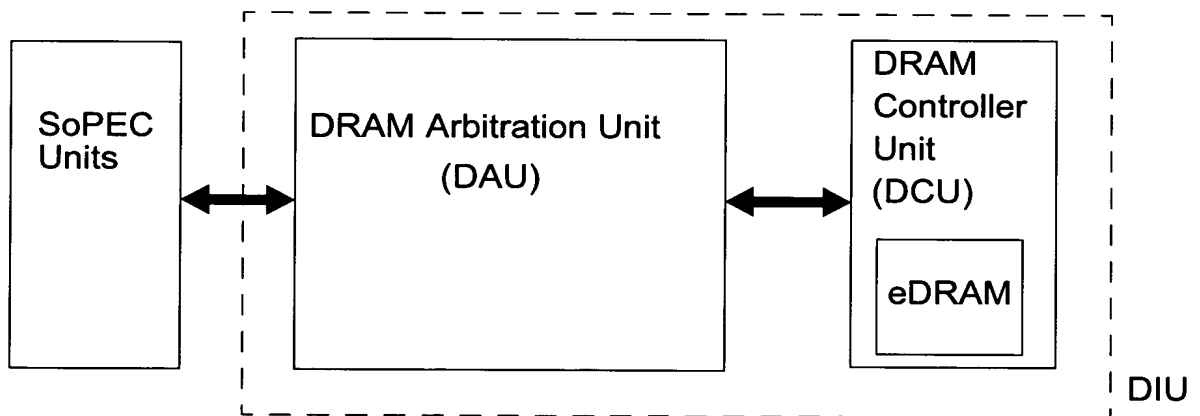 SoPEC
Units
DRAM Arbitration Unit
(DAU)
DRAM
Controller
Unit
(DCU)
eDRAM
DIU